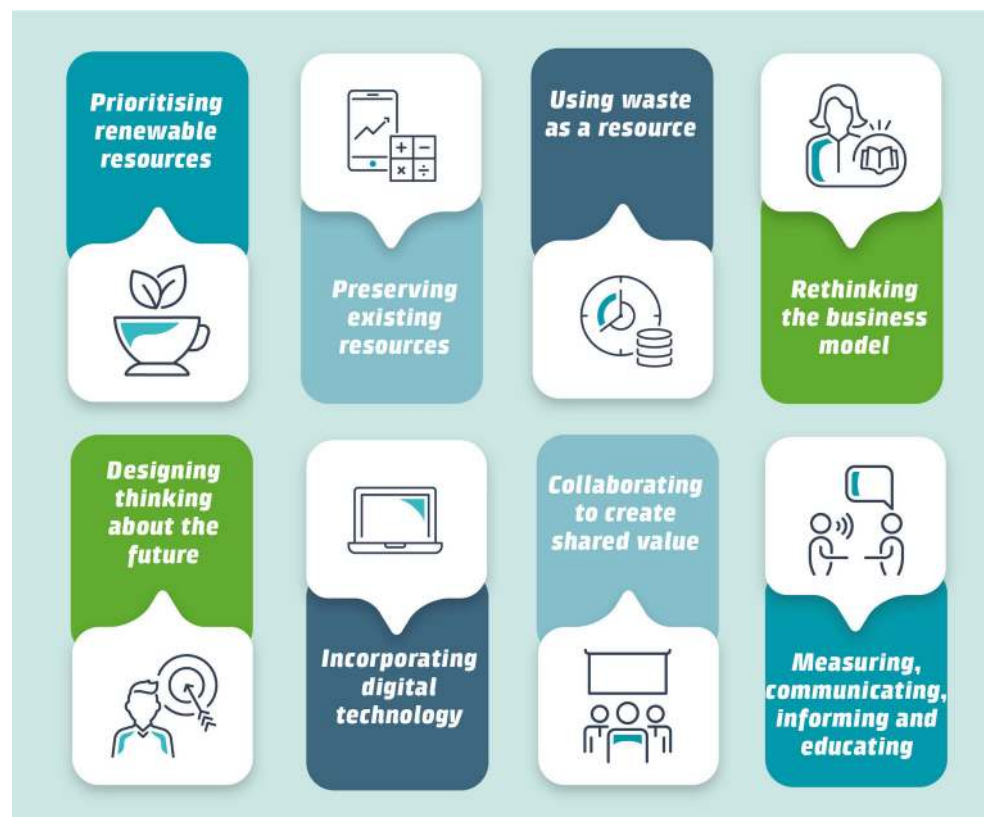 Prioritising
renewable
resources
Preserving
existing
resources
Using waste
as a resource
Rethinking
the business
model
Designing
thinking
about the
future
Incorporating
digital
technology
Collaborating
to create
shared value
Measuring,
communicating,
informing and
educating